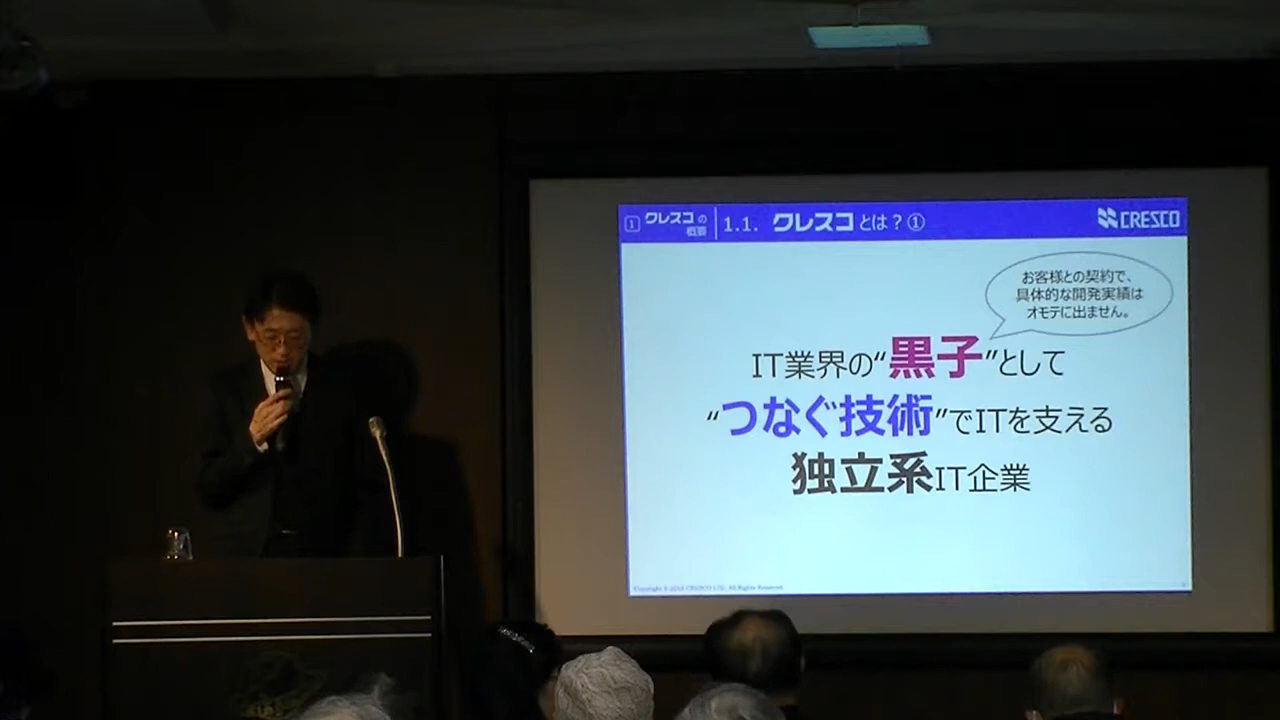 1 クレスコの概要
1.1. クレスコとは？①
CRESCO
お客様との契約で、
具体的な開発実績は
オモテに出ません。
IT業界の“黒子”として
“つなぐ技術”でITを支える
独立系IT企業